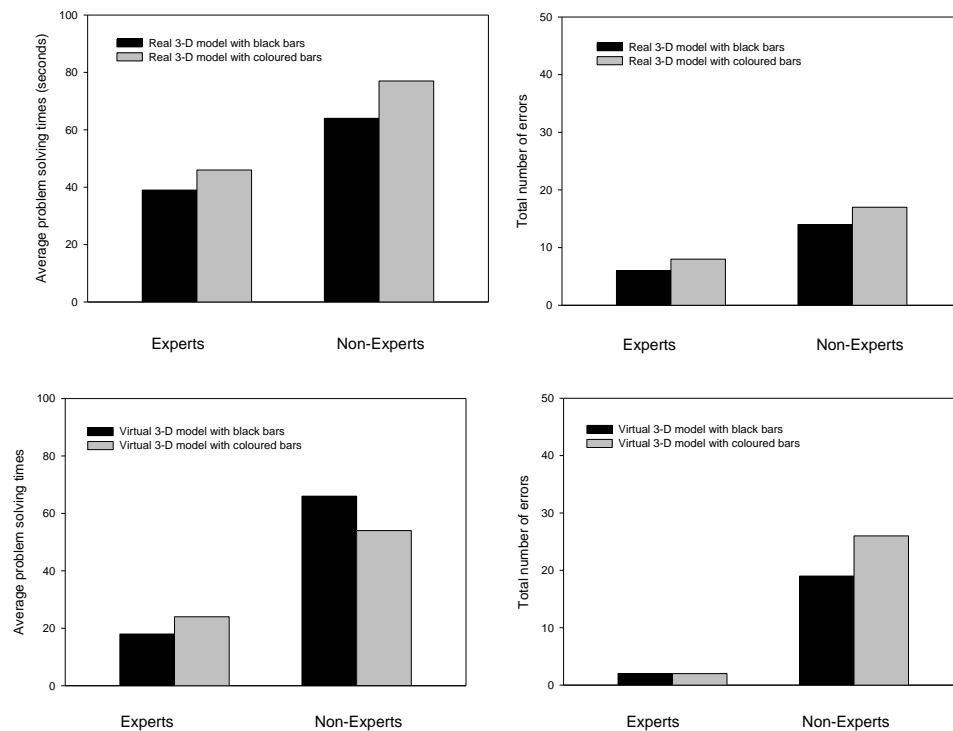 Average problem solving times (seconds)
100
80
60
40
20
0
Real 3-D model with black bars
Real 3-D model with coloured bars
Experts
Non-Experts
Total number of errors
50
40
30
20
10
0
Real 3-D model with black bars
Real 3-D model with coloured bars
Experts
Non-Experts
Average problem solving times
100
80
60
40
20
0
Virtual 3-D model with black bars
Virtual 3-D model with coloured bars
Experts
Non-Experts
Total number of errors
50
40
30
20
10
0
Virtual 3-D model with black bars
Virtual 3-D model with coloured bars
Experts
Non-Experts